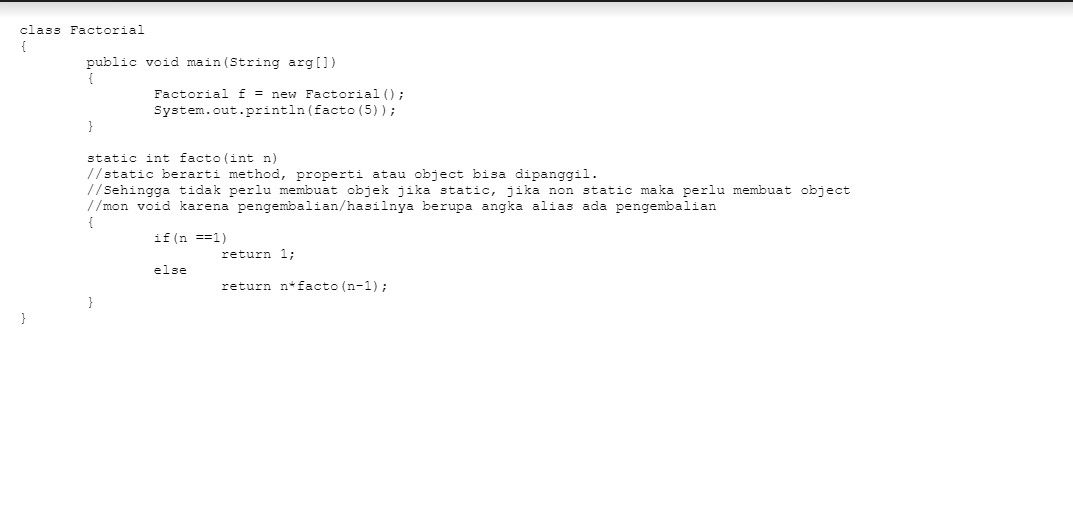 class Factorial
{
public void main(String arg[])
{
Factorial f = new Factorial();
System.out.println(facto(5));
}
static int facto(int n)
//static berarti method, properti atau object bisa dipanggil.
//Sehingga tidak perlu membuat objek jika static, jika non static maka perlu membuat object
//mon void karena pengembalian/hasilnya berupa angka alias ada pengembalian
{
if(n ==1)
return 1;
else
return n*facto(n-1);
}
}